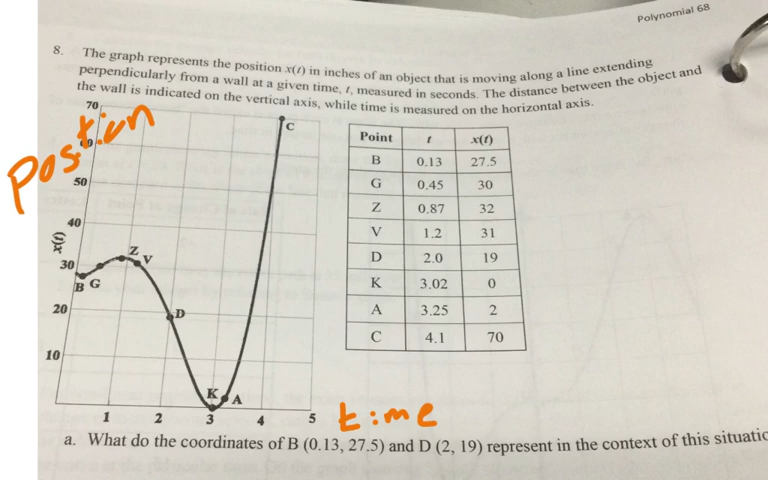 Polynomial 68
8. The graph represents the position x(t) in inches of an object that is moving along a line extending
perpendicularly from a wall at a given time, t, measured in seconds. The distance between the object and
the wall is indicated on the vertical axis, while time is measured on the horizontal axis.
position
70
50
40
30
20
10
x(t)
B G
Z
V
D
K
A
C
1 2 3 4 5
time
Point t x(t)
B 0.13 27.5
G 0.45 30
Z 0.87 32
V 1.2 31
D 2.0 19
K 3.02 0
A 3.25 2
C 4.1 70
a. What do the coordinates of B (0.13, 27.5) and D (2, 19) represent in the context of this